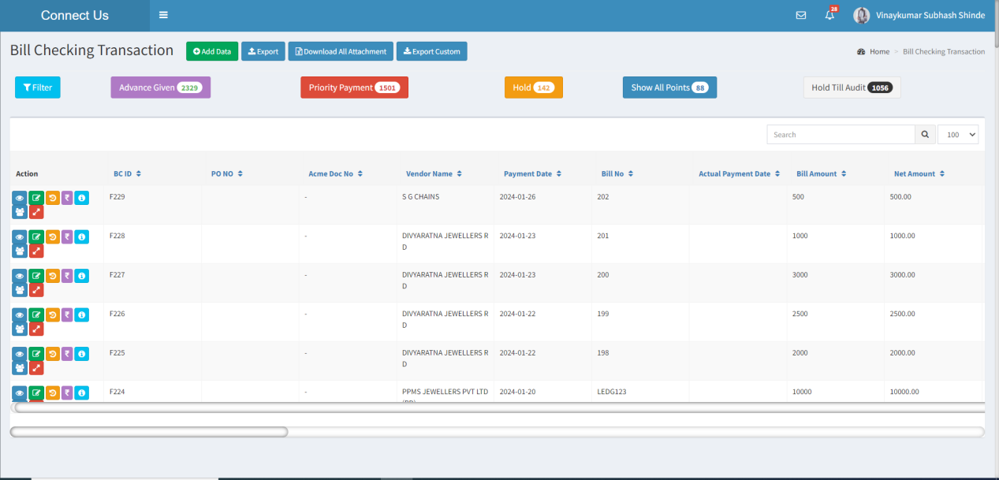 Connect Us
28
Vinaykumar Subhash Shinde
Bill Checking Transaction
Add Data
Export
Download All Attachment
Export Custom
Home > Bill Checking Transaction
Filter
Advance Given 2329
Priority Payment 1501
Hold 142
Show All Points 88
Hold Till Audit 1056
Search
100
Action BC ID PO NO Acme Doc No Vendor Name Payment Date Bill No Actual Payment Date Bill Amount Net Amount
F229 - S G CHAINS 2024-01-26 202 500 500.00
F228 - DIVYARATNA JEWELLERS R 2024-01-23 201 1000 1000.00
D
F227 - DIVYARATNA JEWELLERS R 2024-01-23 200 3000 3000.00
D
F226 - DIVYARATNA JEWELLERS R 2024-01-22 199 2500 2500.00
D
F225 - DIVYARATNA JEWELLERS R 2024-01-22 198 2000 2000.00
D
F224 - PPMS JEWELLERS PVT LTD 2024-01-20 LEDG123 10000 10000.00